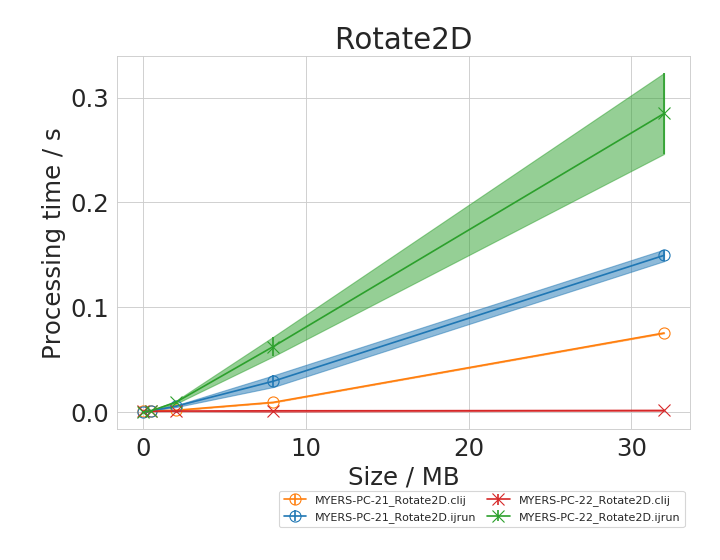 Rotate2D
Processing time / s
0.3
0.2
0.1
0.0
0 10 20 30
Size / MB
MYERS-PC-21_Rotate2D.clij MYERS-PC-22_Rotate2D.clij
MYERS-PC-21_Rotate2D.ijrun MYERS-PC-22_Rotate2D.ijrun